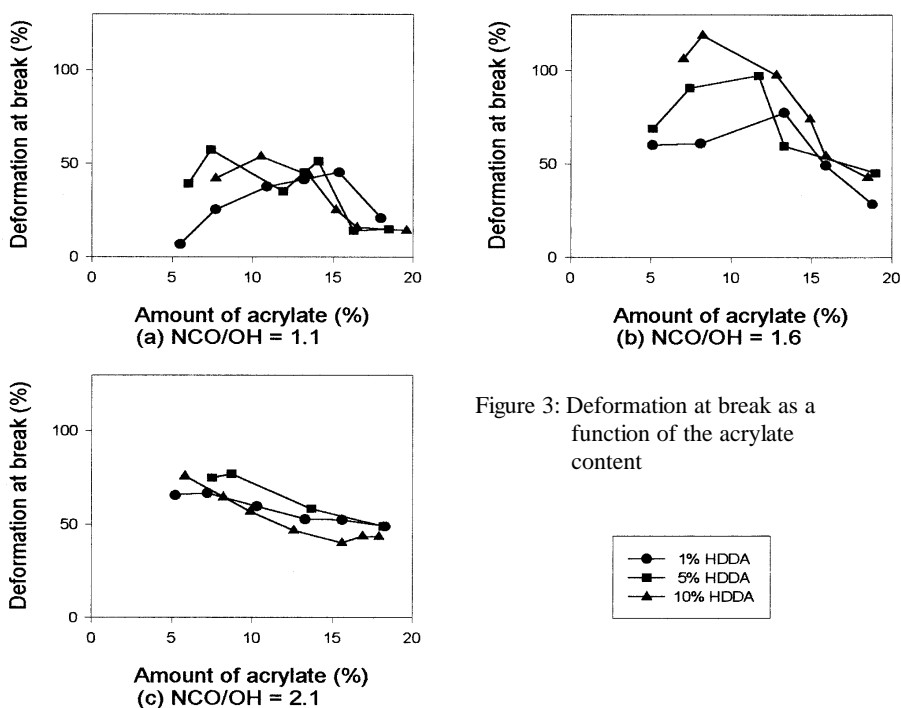 Deformation at break (%)
100
50
0
0 5 10 15 20
Amount of acrylate (%)
(a) NCO/OH = 1.1
Deformation at break (%)
100
50
0
0 5 10 15 20
Amount of acrylate (%)
(b) NCO/OH = 1.6
Deformation at break (%)
100
50
0
0 5 10 15 20
Amount of acrylate (%)
(c) NCO/OH = 2.1
Figure 3: Deformation at break as a
function of the acrylate
content
1% HDDA
5% HDDA
10% HDDA